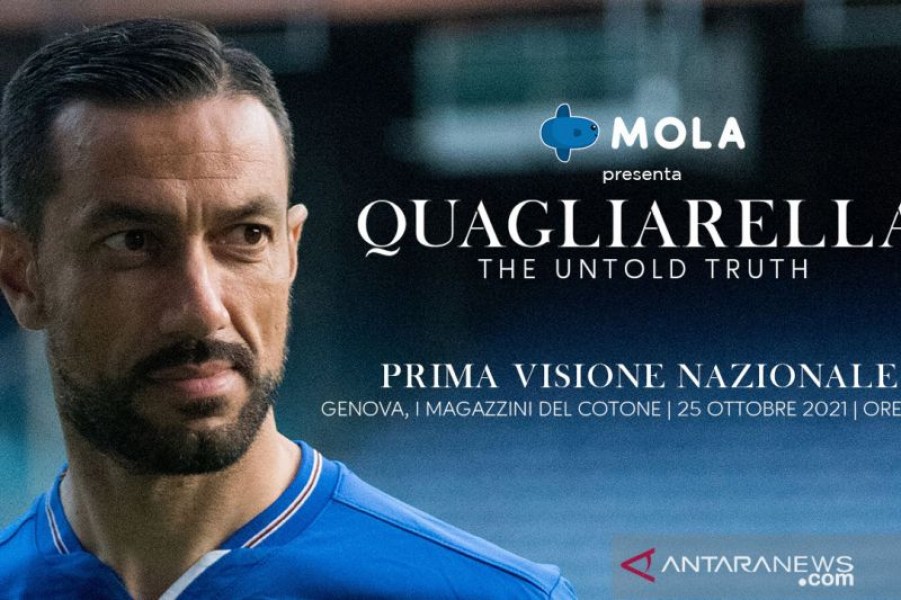 MOLA
presenta
QUAGLIARELLA
THE UNTOLD TRUTH
PRIMA VISIONE NAZIONALE
GENOVA, I MAGAZZINI DEL COTONE | 25 OTTOBRE 2021 | ORE
ANTARANEWS
.com